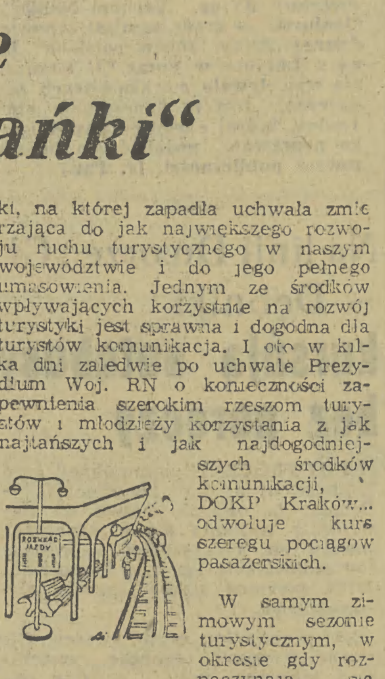 ańki“
ki, na której zapadła uchwała zmie
rzająca do jak największego rozwo-
ju ruchu turystycznego w naszym
województwie i do jego pełnego
umasowienia. Jednym ze środków
wpływających korzystnie na rozwój
turystyki jest sprawna i dogodna dla
turystów komunikacja. I oto w kil-
ka dni zaledwie po uchwale Prezy-
dium Woj. RN o konieczności za-
pewnienia szerokim rzeszom tury-
stów i młodzieży korzystania z jak
najtańszych i jak najdogodniej-
szych środków
komunikacji,
DOKP Kraków...
odwołuje kurs
szeregu pociągów
pasażerskich.
ROZKŁAD
JAZDY
W samym zi-
mowym sezonie
turystycznym, w
okresie gdy roz-